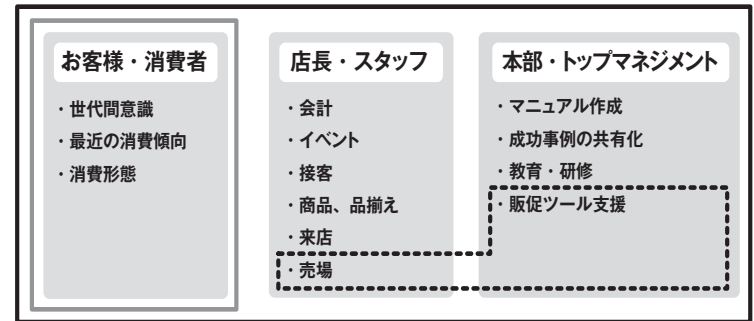 お客様・消費者
・世代間意識
・最近の消費傾向
・消費形態
店長・スタッフ
・会計
・イベント
・接客
・商品、品揃え
・来店
・売場
本部・トップマネジメント
・マニュアル作成
・成功事例の共有化
・教育・研修
・販促ツール支援